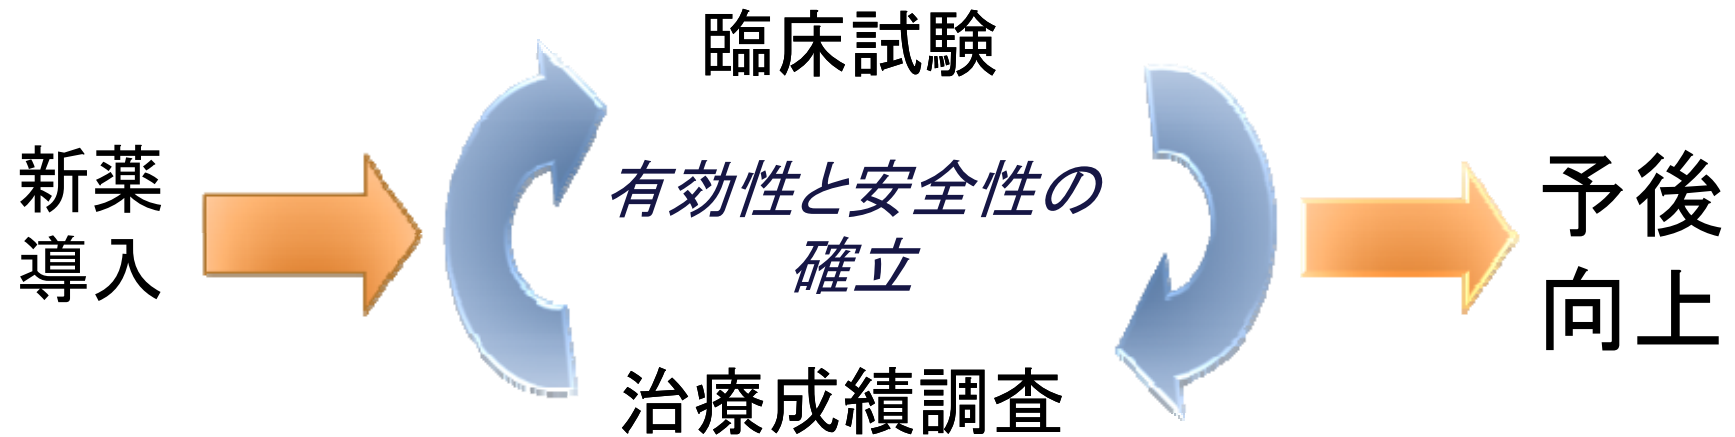 臨床試験
新薬
導入
有効性と安全性の
確立
治療成績調査
予後
向上